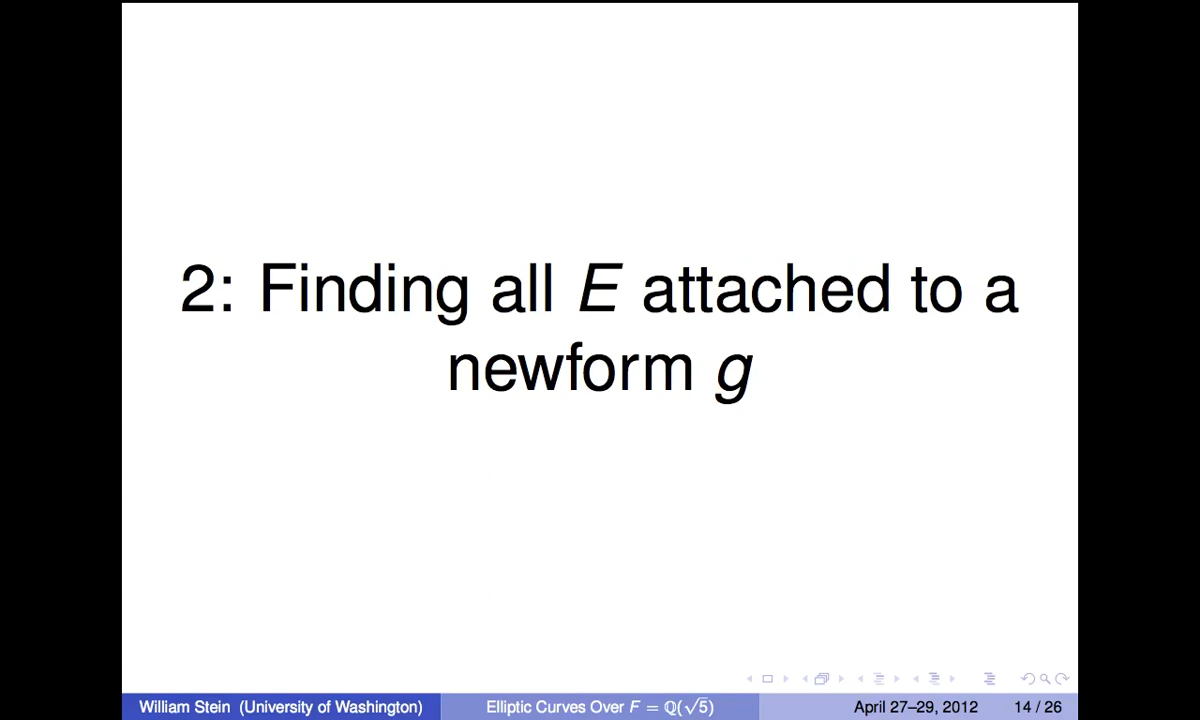 2: Finding all E attached to a
newform g
William Stein (University of Washington) Elliptic Curves Over F = ℚ(√5) April 27–29, 2012 14 / 26